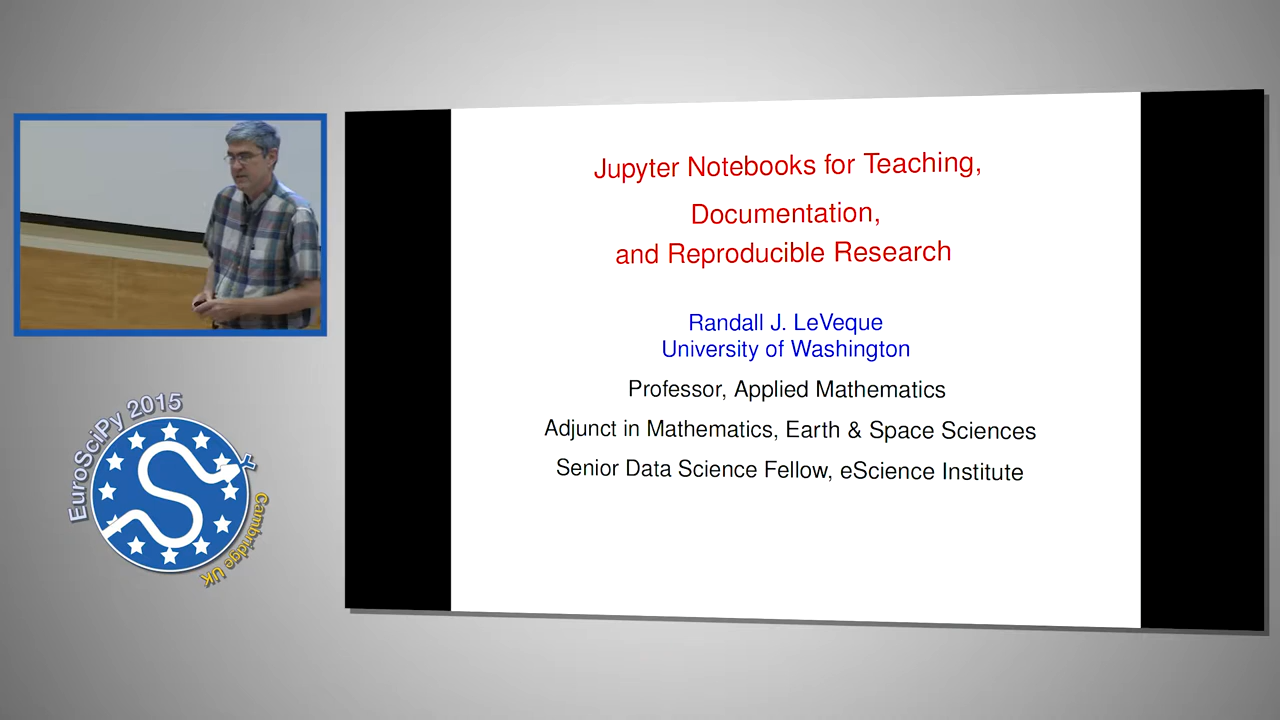 EuroSciPy 2015
Cambridge UK
Jupyter Notebooks for Teaching,
Documentation,
and Reproducible Research
Randall J. LeVeque
University of Washington
Professor, Applied Mathematics
Adjunct in Mathematics, Earth & Space Sciences
Senior Data Science Fellow, eScience Institute